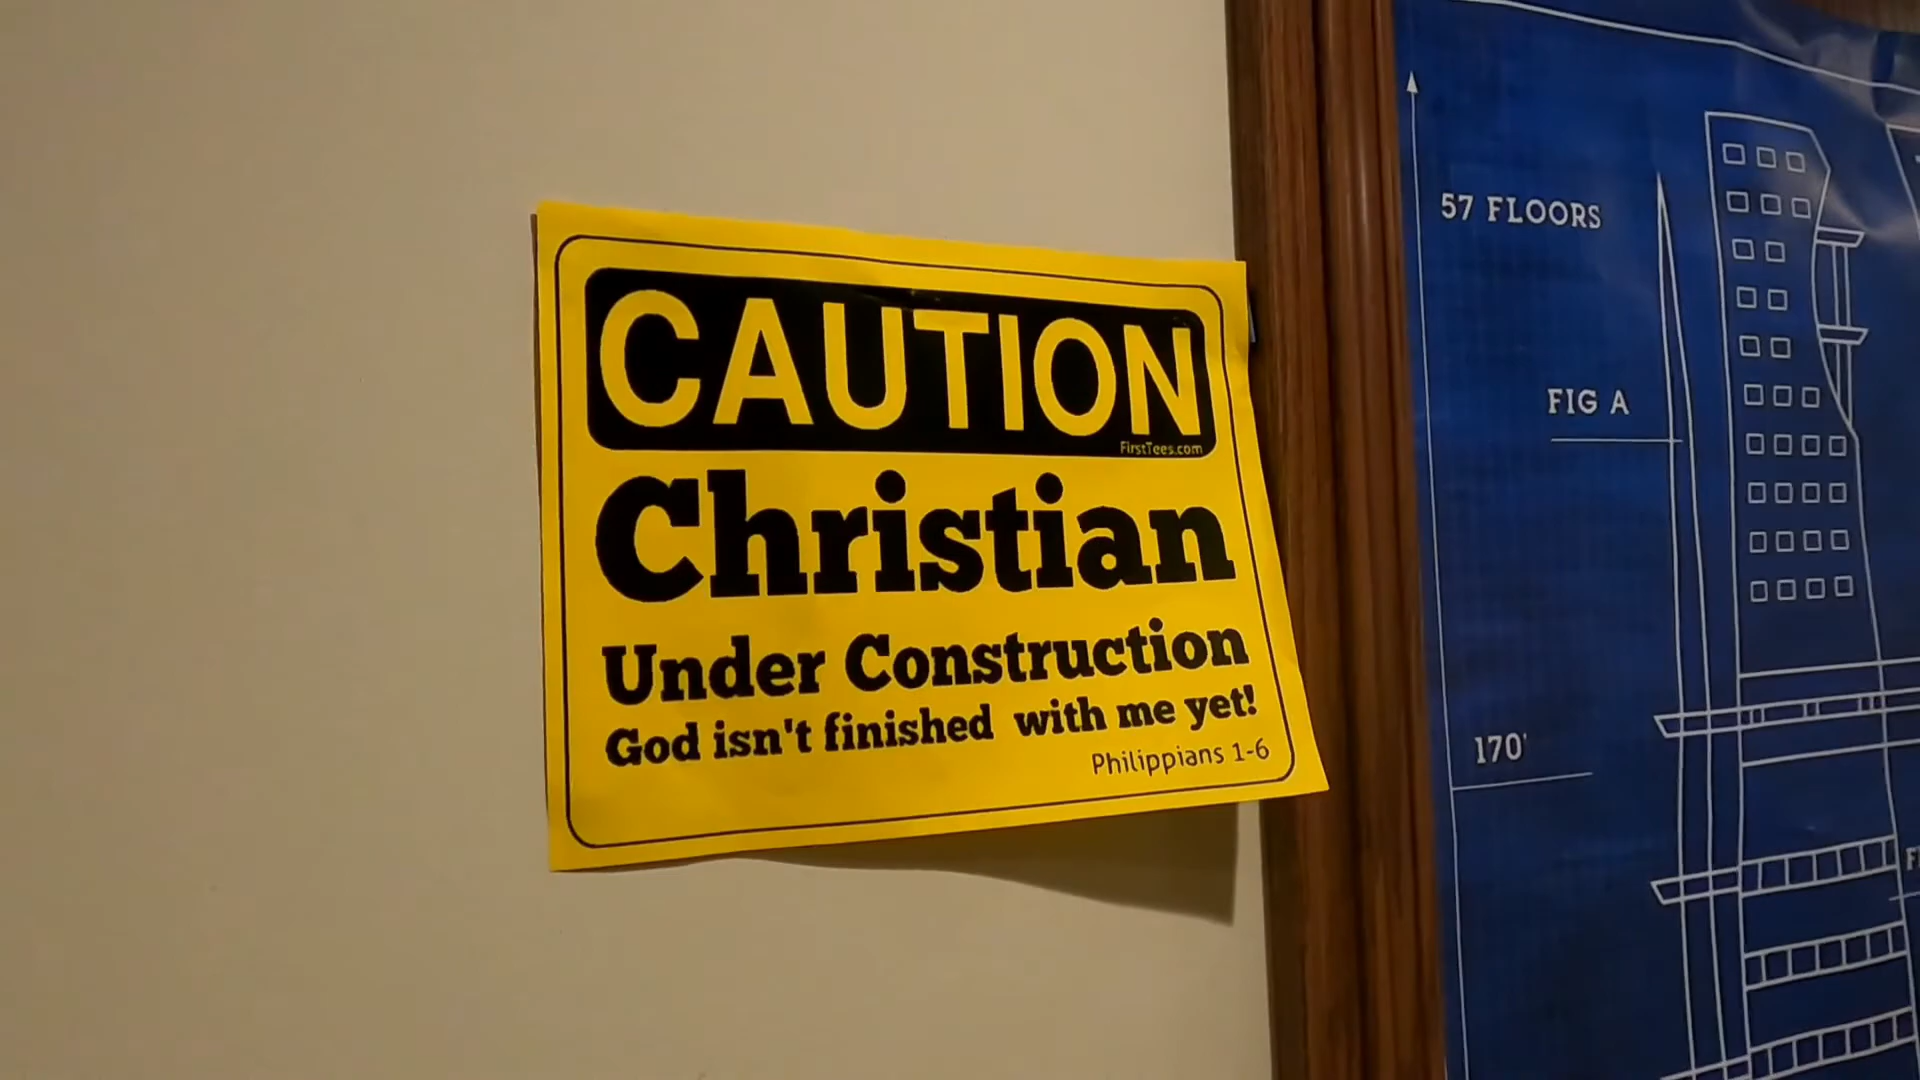 CAUTION
FirstTees.com
Christian
Under Construction
God isn't finished with me yet!
Philippians 1-6
57 FLOORS
FIG A
170'